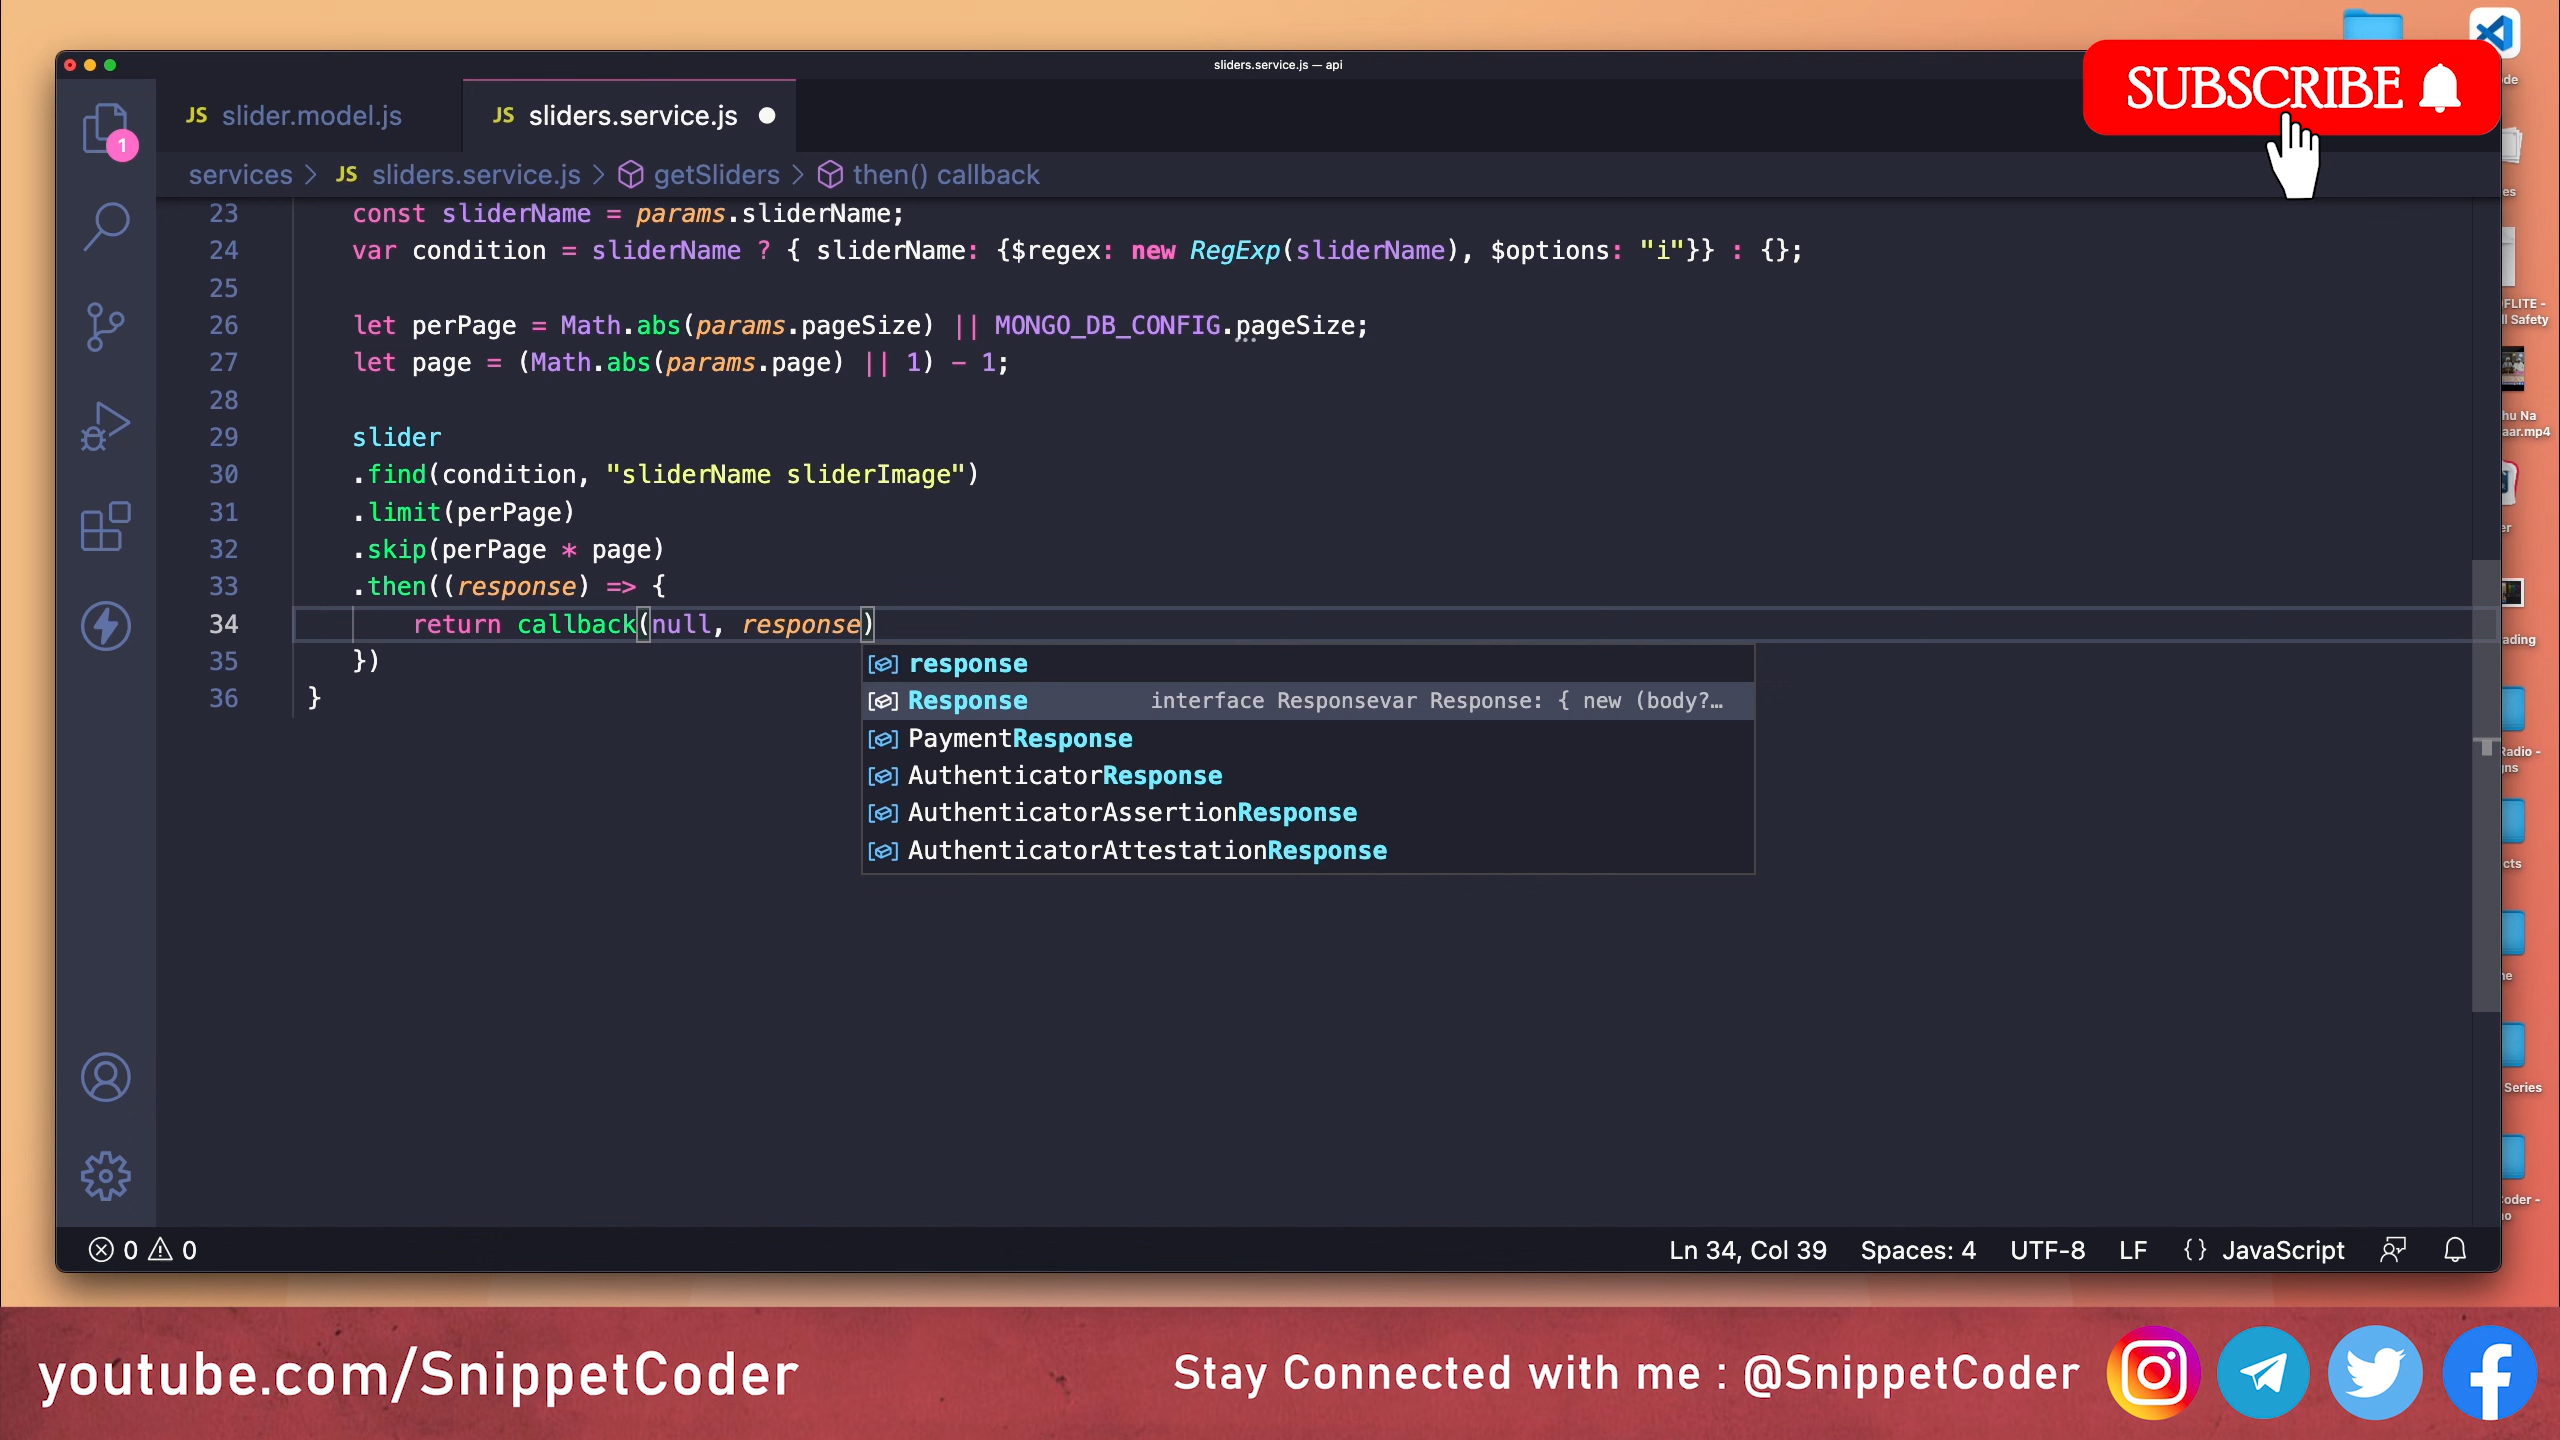 sliders.service.js — api
SUBSCRIBE
JS slider.model.js
JS sliders.service.js
1
services > JS sliders.service.js > getSliders > then() callback
23 const sliderName = params.sliderName;
24 var condition = sliderName ? { sliderName: {$regex: new RegExp(sliderName), $options: "i"}} : {};
25
26 let perPage = Math.abs(params.pageSize) || MONGO_DB_CONFIG.pageSize;
27 let page = (Math.abs(params.page) || 1) - 1;
28
29 slider
30 .find(condition, "sliderName sliderImage")
31 .limit(perPage)
32 .skip(perPage * page)
33 .then((response) => {
34 return callback(null, response)
35 })
36 }
response
Response interface Responsevar Response: { new (body?…
PaymentResponse
AuthenticatorResponse
AuthenticatorAssertionResponse
AuthenticatorAttestationResponse
0 0
Ln 34, Col 39 Spaces: 4 UTF-8 LF {} JavaScript
youtube.com/SnippetCoder
Stay Connected with me : @SnippetCoder